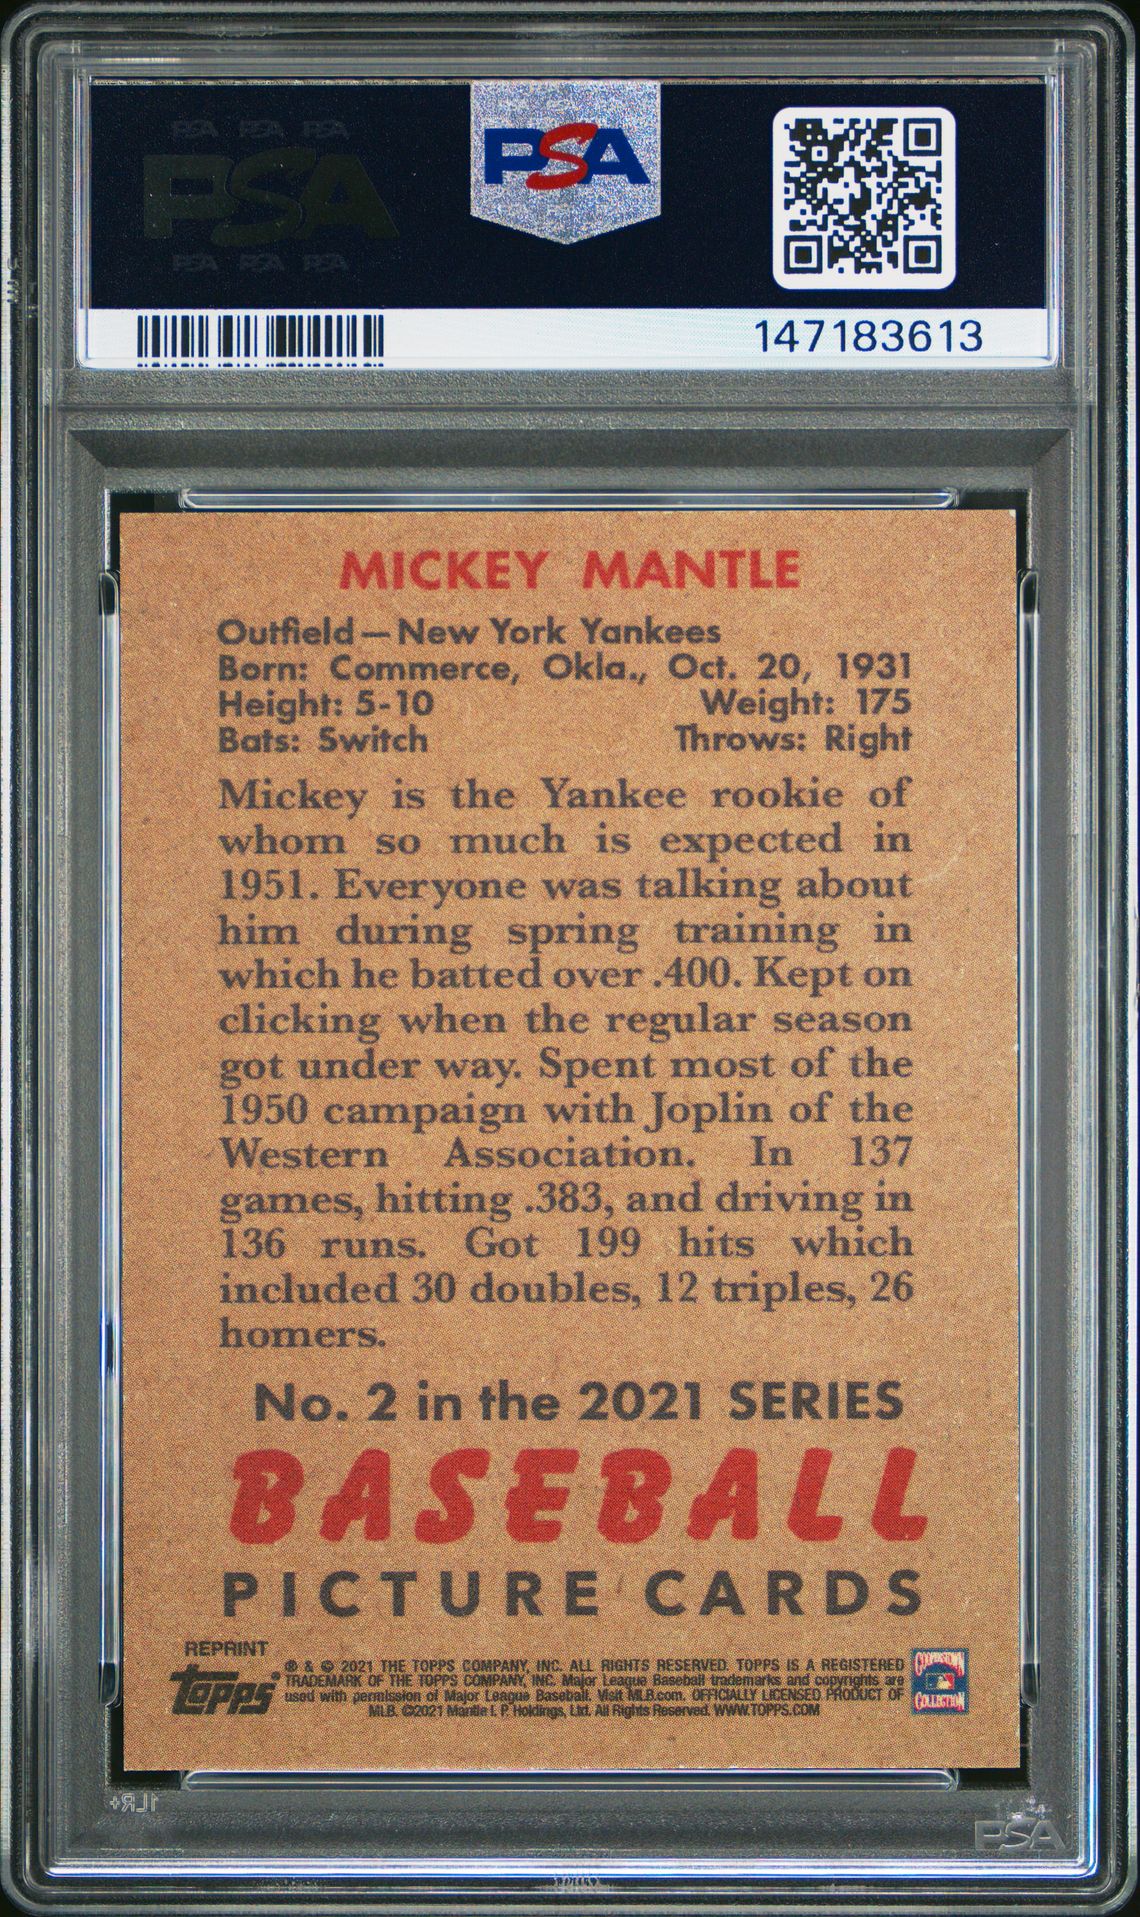 PSA PSA PSA
PSA
PSA PSA PSA
PSA
147183613
MICKEY MANTLE
Outfield—New York Yankees
Born: Commerce, Okla., Oct. 20, 1931
Height: 5-10 Weight: 175
Bats: Switch Throws: Right
Mickey is the Yankee rookie of
whom so much is expected in
1951. Everyone was talking about
him during spring training in
which he batted over .400. Kept on
clicking when the regular season
got under way. Spent most of the
1950 campaign with Joplin of the
Western Association. In 137
games, hitting .383, and driving in
136 runs. Got 199 hits which
included 30 doubles, 12 triples, 26
homers.
No. 2 in the 2021 SERIES
BASEBALL
PICTURE CARDS
REPRINT
Topps
® & © 2021 THE TOPPS COMPANY, INC. ALL RIGHTS RESERVED. TOPPS IS A REGISTERED
TRADEMARK OF THE TOPPS COMPANY, INC. Major League Baseball trademarks and copyrights are
used with permission of Major League Baseball. Visit MLB.com. OFFICIALLY LICENSED PRODUCT OF
MLB. ©2021 Mantle I. P. Holdings, Ltd. All Rights Reserved. WWW.TOPPS.COM
COOPERSTOWN
COLLECTION
1LR+
PSA